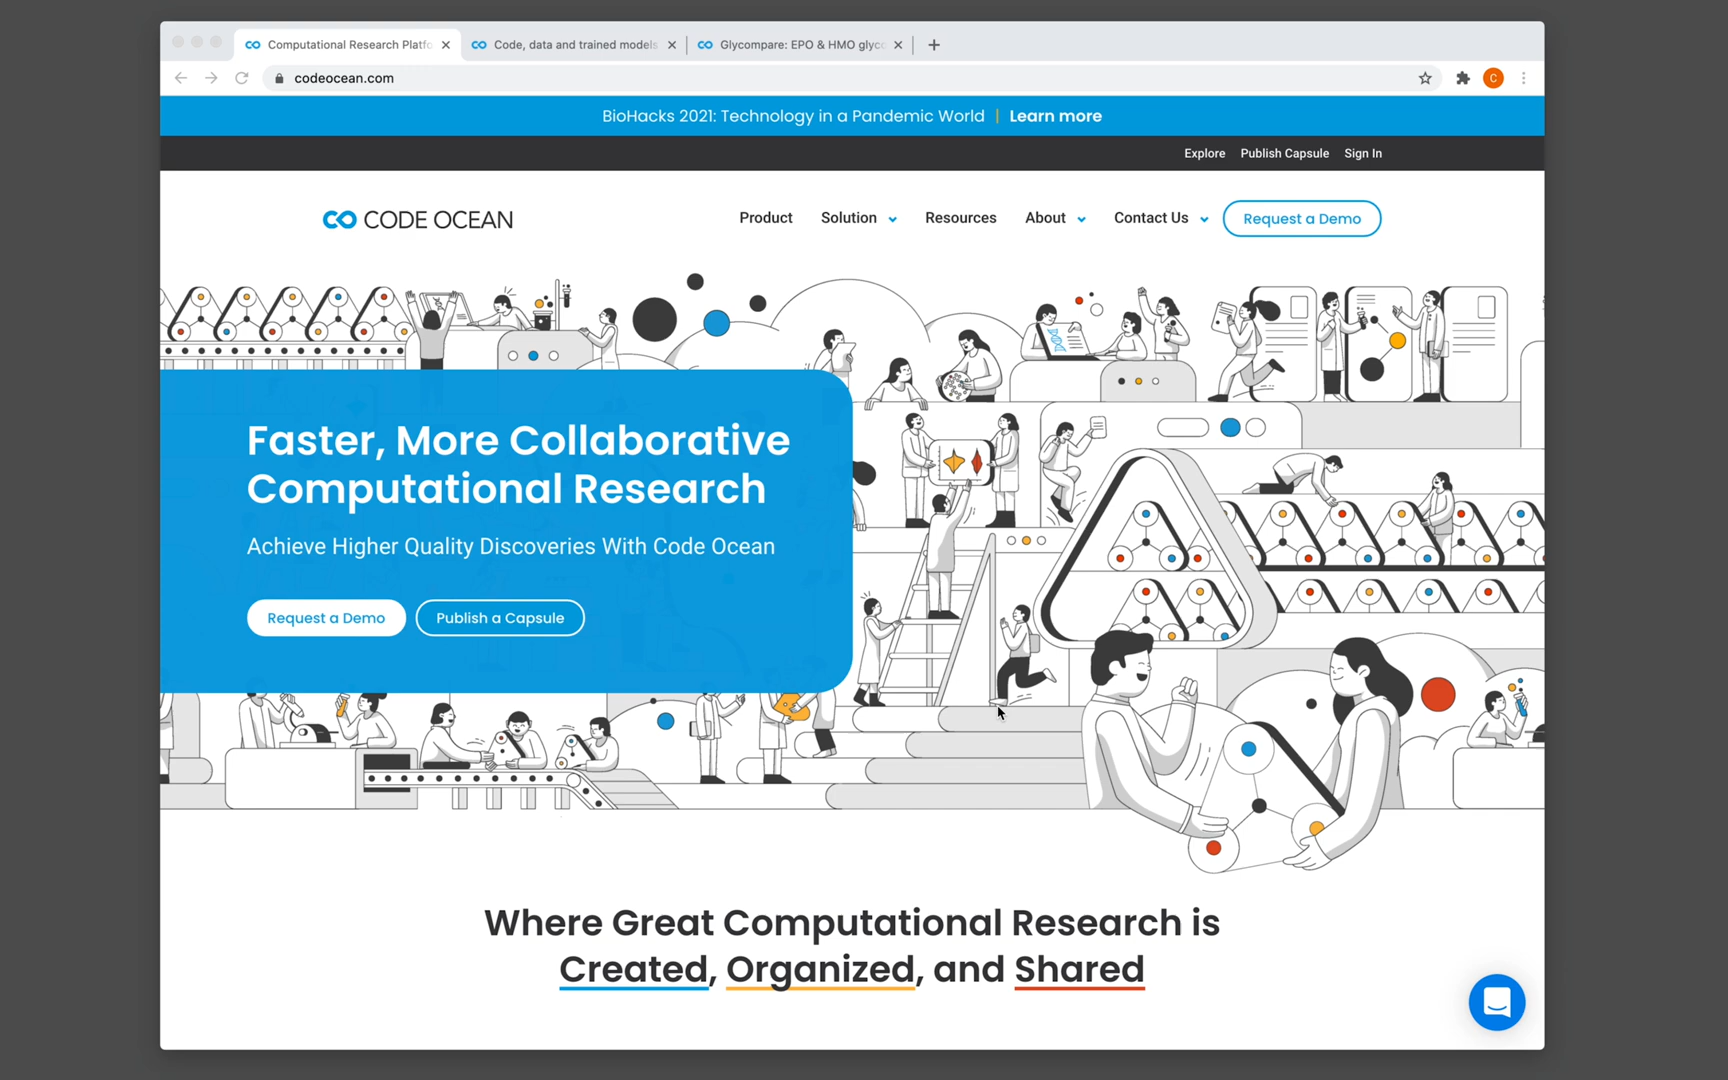 Computational Research Platfo
Code, data and trained models
Glycompare: EPO & HMO glyc
codeocean.com
C
BioHacks 2021: Technology in a Pandemic World | Learn more
Explore Publish Capsule Sign In
CODE OCEAN
Product Solution Resources About Contact Us Request a Demo
Faster, More Collaborative
Computational Research
Achieve Higher Quality Discoveries With Code Ocean
Request a Demo Publish a Capsule
Where Great Computational Research is
Created, Organized, and Shared